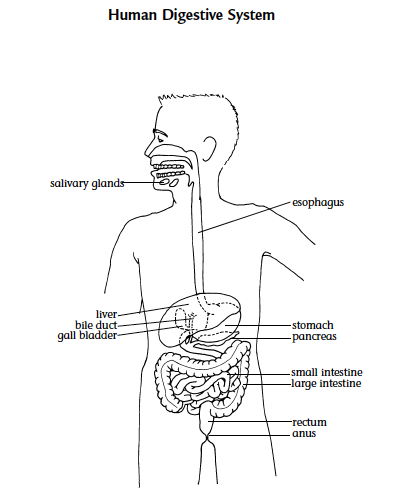 Human Digestive System
salivary glands
esophagus
liver
bile duct
gall bladder
stomach
pancreas
small intestine
large intestine
rectum
anus